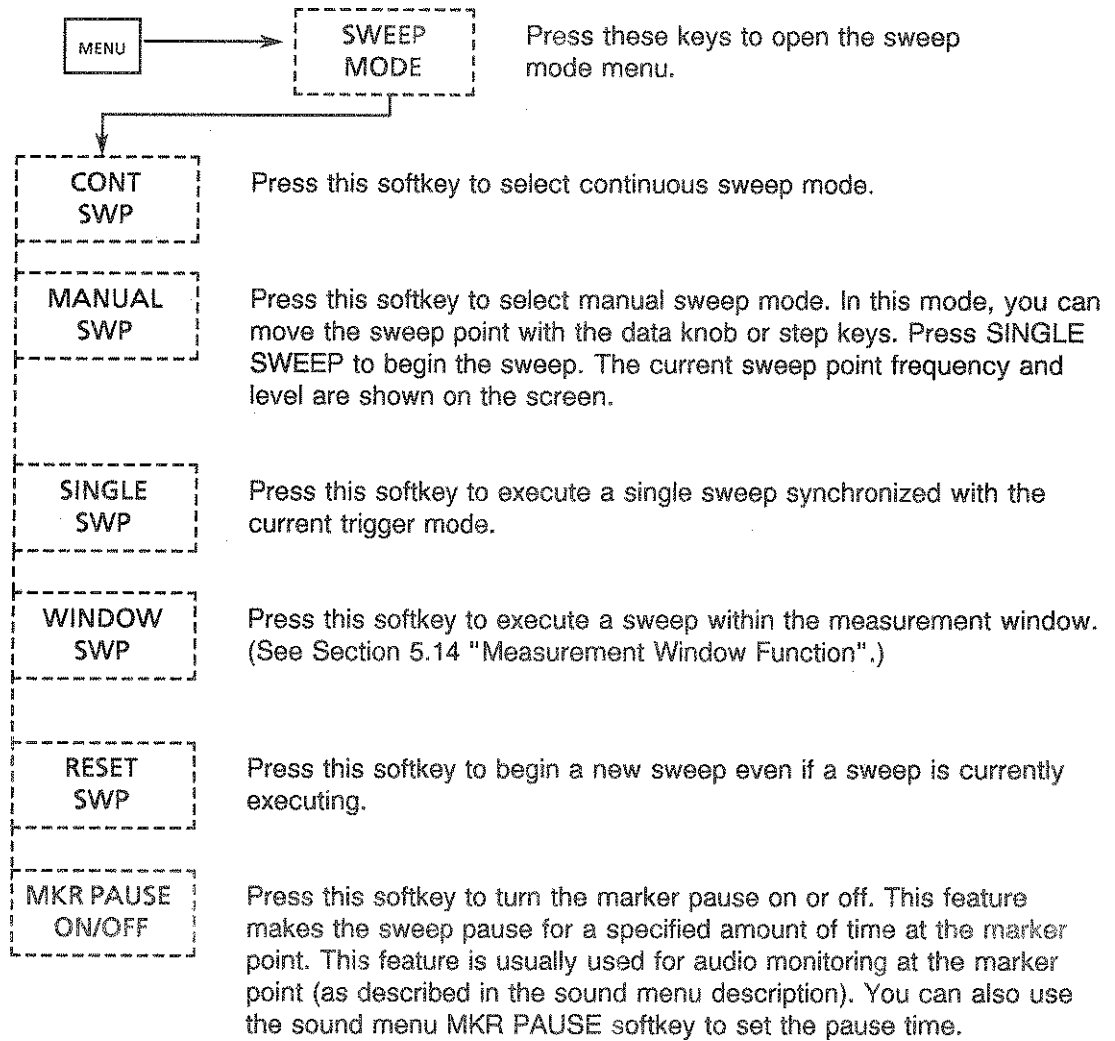 MENU
SWEEP
MODE
Press these keys to open the sweep
mode menu.
CONT
SWP
Press this softkey to select continuous sweep mode.
MANUAL
SWP
Press this softkey to select manual sweep mode. In this mode, you can
move the sweep point with the data knob or step keys. Press SINGLE
SWEEP to begin the sweep. The current sweep point frequency and
level are shown on the screen.
SINGLE
SWP
Press this softkey to execute a single sweep synchronized with the
current trigger mode.
WINDOW
SWP
Press this softkey to execute a sweep within the measurement window.
(See Section 5.14 "Measurement Window Function".)
RESET
SWP
Press this softkey to begin a new sweep even if a sweep is currently
executing.
MKR PAUSE
ON/OFF
Press this softkey to turn the marker pause on or off. This feature
makes the sweep pause for a specified amount of time at the marker
point. This feature is usually used for audio monitoring at the marker
point (as described in the sound menu description). You can also use
the sound menu MKR PAUSE softkey to set the pause time.